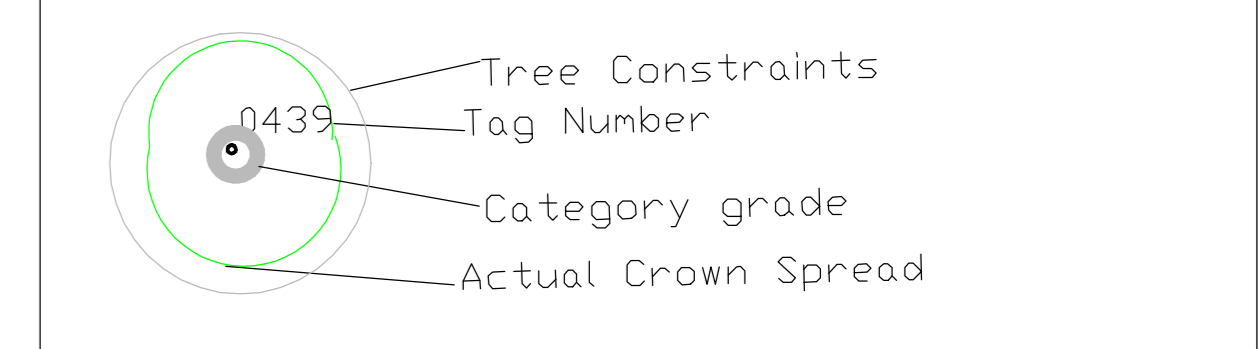 Tree Constraints
0439
Tag Number
Category grade
Actual Crown Spread